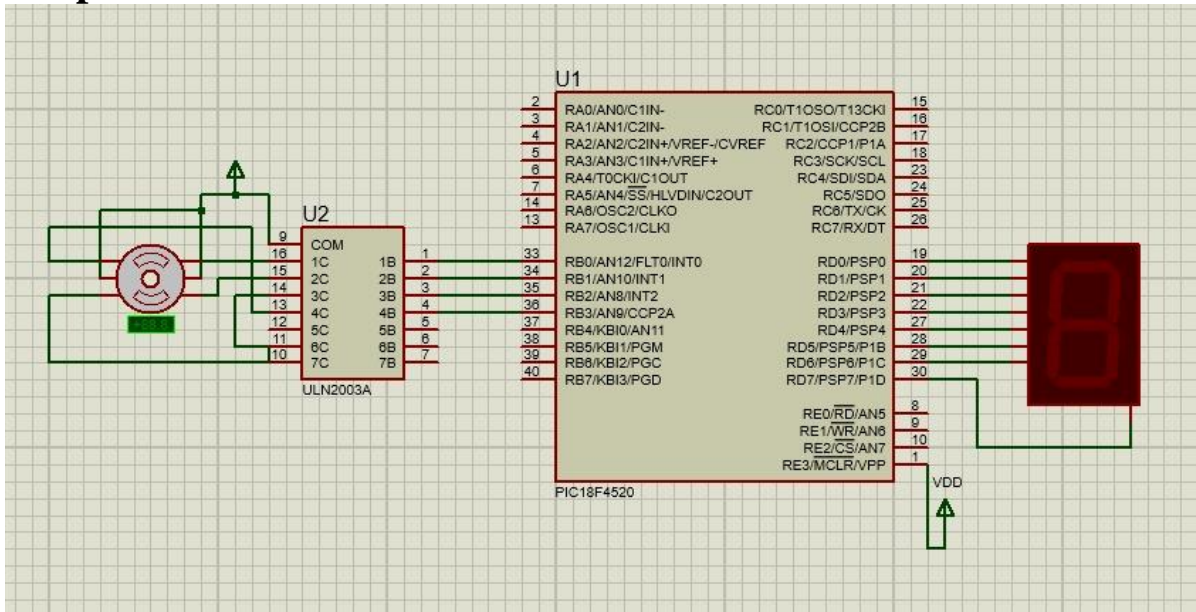 U1
2 RA0/AN0/C1IN- RC0/T1OSO/T13CKI 15
3 RA1/AN1/C2IN- RC1/T1OSI/CCP2B 16
4 RA2/AN2/C2IN+/VREF-/CVREF RC2/CCP1/P1A 17
5 RA3/AN3/C1IN+/VREF+ RC3/SCK/SCL 18
6 RA4/T0CKI/C1OUT RC4/SDI/SDA 23
7 RA5/AN4/SS/HLVDIN/C2OUT RC5/SDO 24
14 RA6/OSC2/CLKO RC6/TX/CK 25
13 RA7/OSC1/CLKI RC7/RX/DT 26
33 RB0/AN12/FLT0/INT0 RD0/PSP0 19
34 RB1/AN10/INT1 RD1/PSP1 20
35 RB2/AN8/INT2 RD2/PSP2 21
36 RB3/AN9/CCP2A RD3/PSP3 22
37 RB4/KBI0/AN11 RD4/PSP4 27
38 RB5/KBI1/PGM RD5/PSP5/P1B 28
39 RB6/KBI2/PGC RD6/PSP6/P1C 29
40 RB7/KBI3/PGD RD7/PSP7/P1D 30
RE0/RD/AN5 8
RE1/WR/AN6 9
RE2/CS/AN7 10
RE3/MCLR/VPP 1
PIC18F4520
VDD
U2
9 COM
16 1C 1B 1
15 2C 2B 2
14 3C 3B 3
13 4C 4B 4
12 5C 5B 5
11 6C 6B 6
10 7C 7B 7
ULN2003A